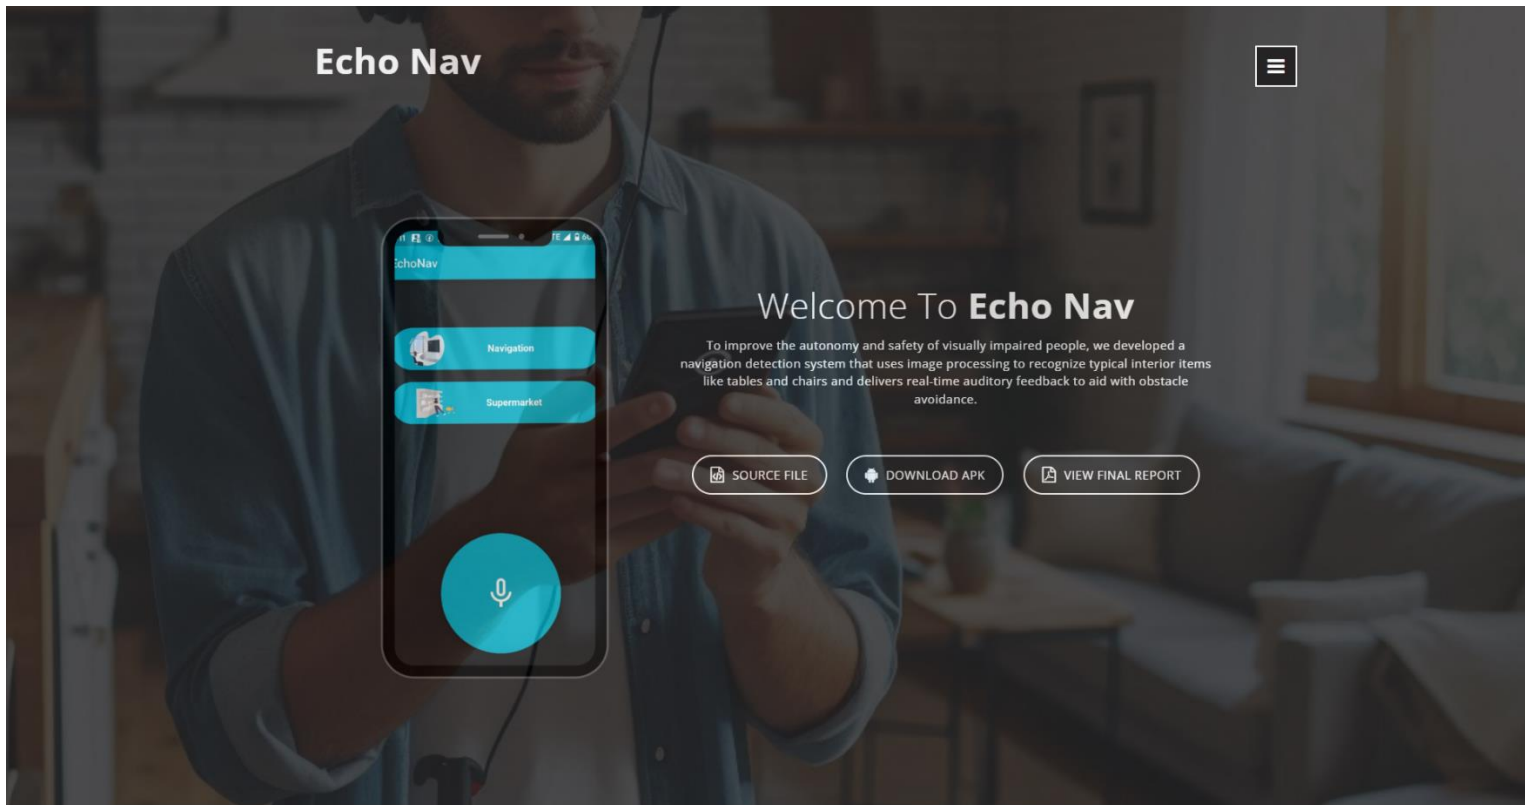 Echo Nav
EchoNav
Navigation
Supermarket
Welcome To Echo Nav
To improve the autonomy and safety of visually impaired people, we developed a
navigation detection system that uses image processing to recognize typical interior items
like tables and chairs and delivers real-time auditory feedback to aid with obstacle
avoidance.
SOURCE FILE
DOWNLOAD APK
VIEW FINAL REPORT